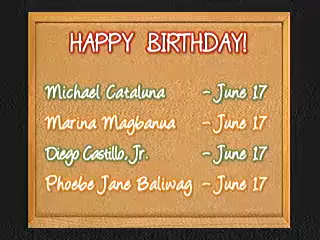 HAPPY BIRTHDAY!
Michael Cataluna - June 17
Marina Magbanua - June 17
Diego Castillo, Jr. - June 17
Phoebe Jane Baliwag - June 17